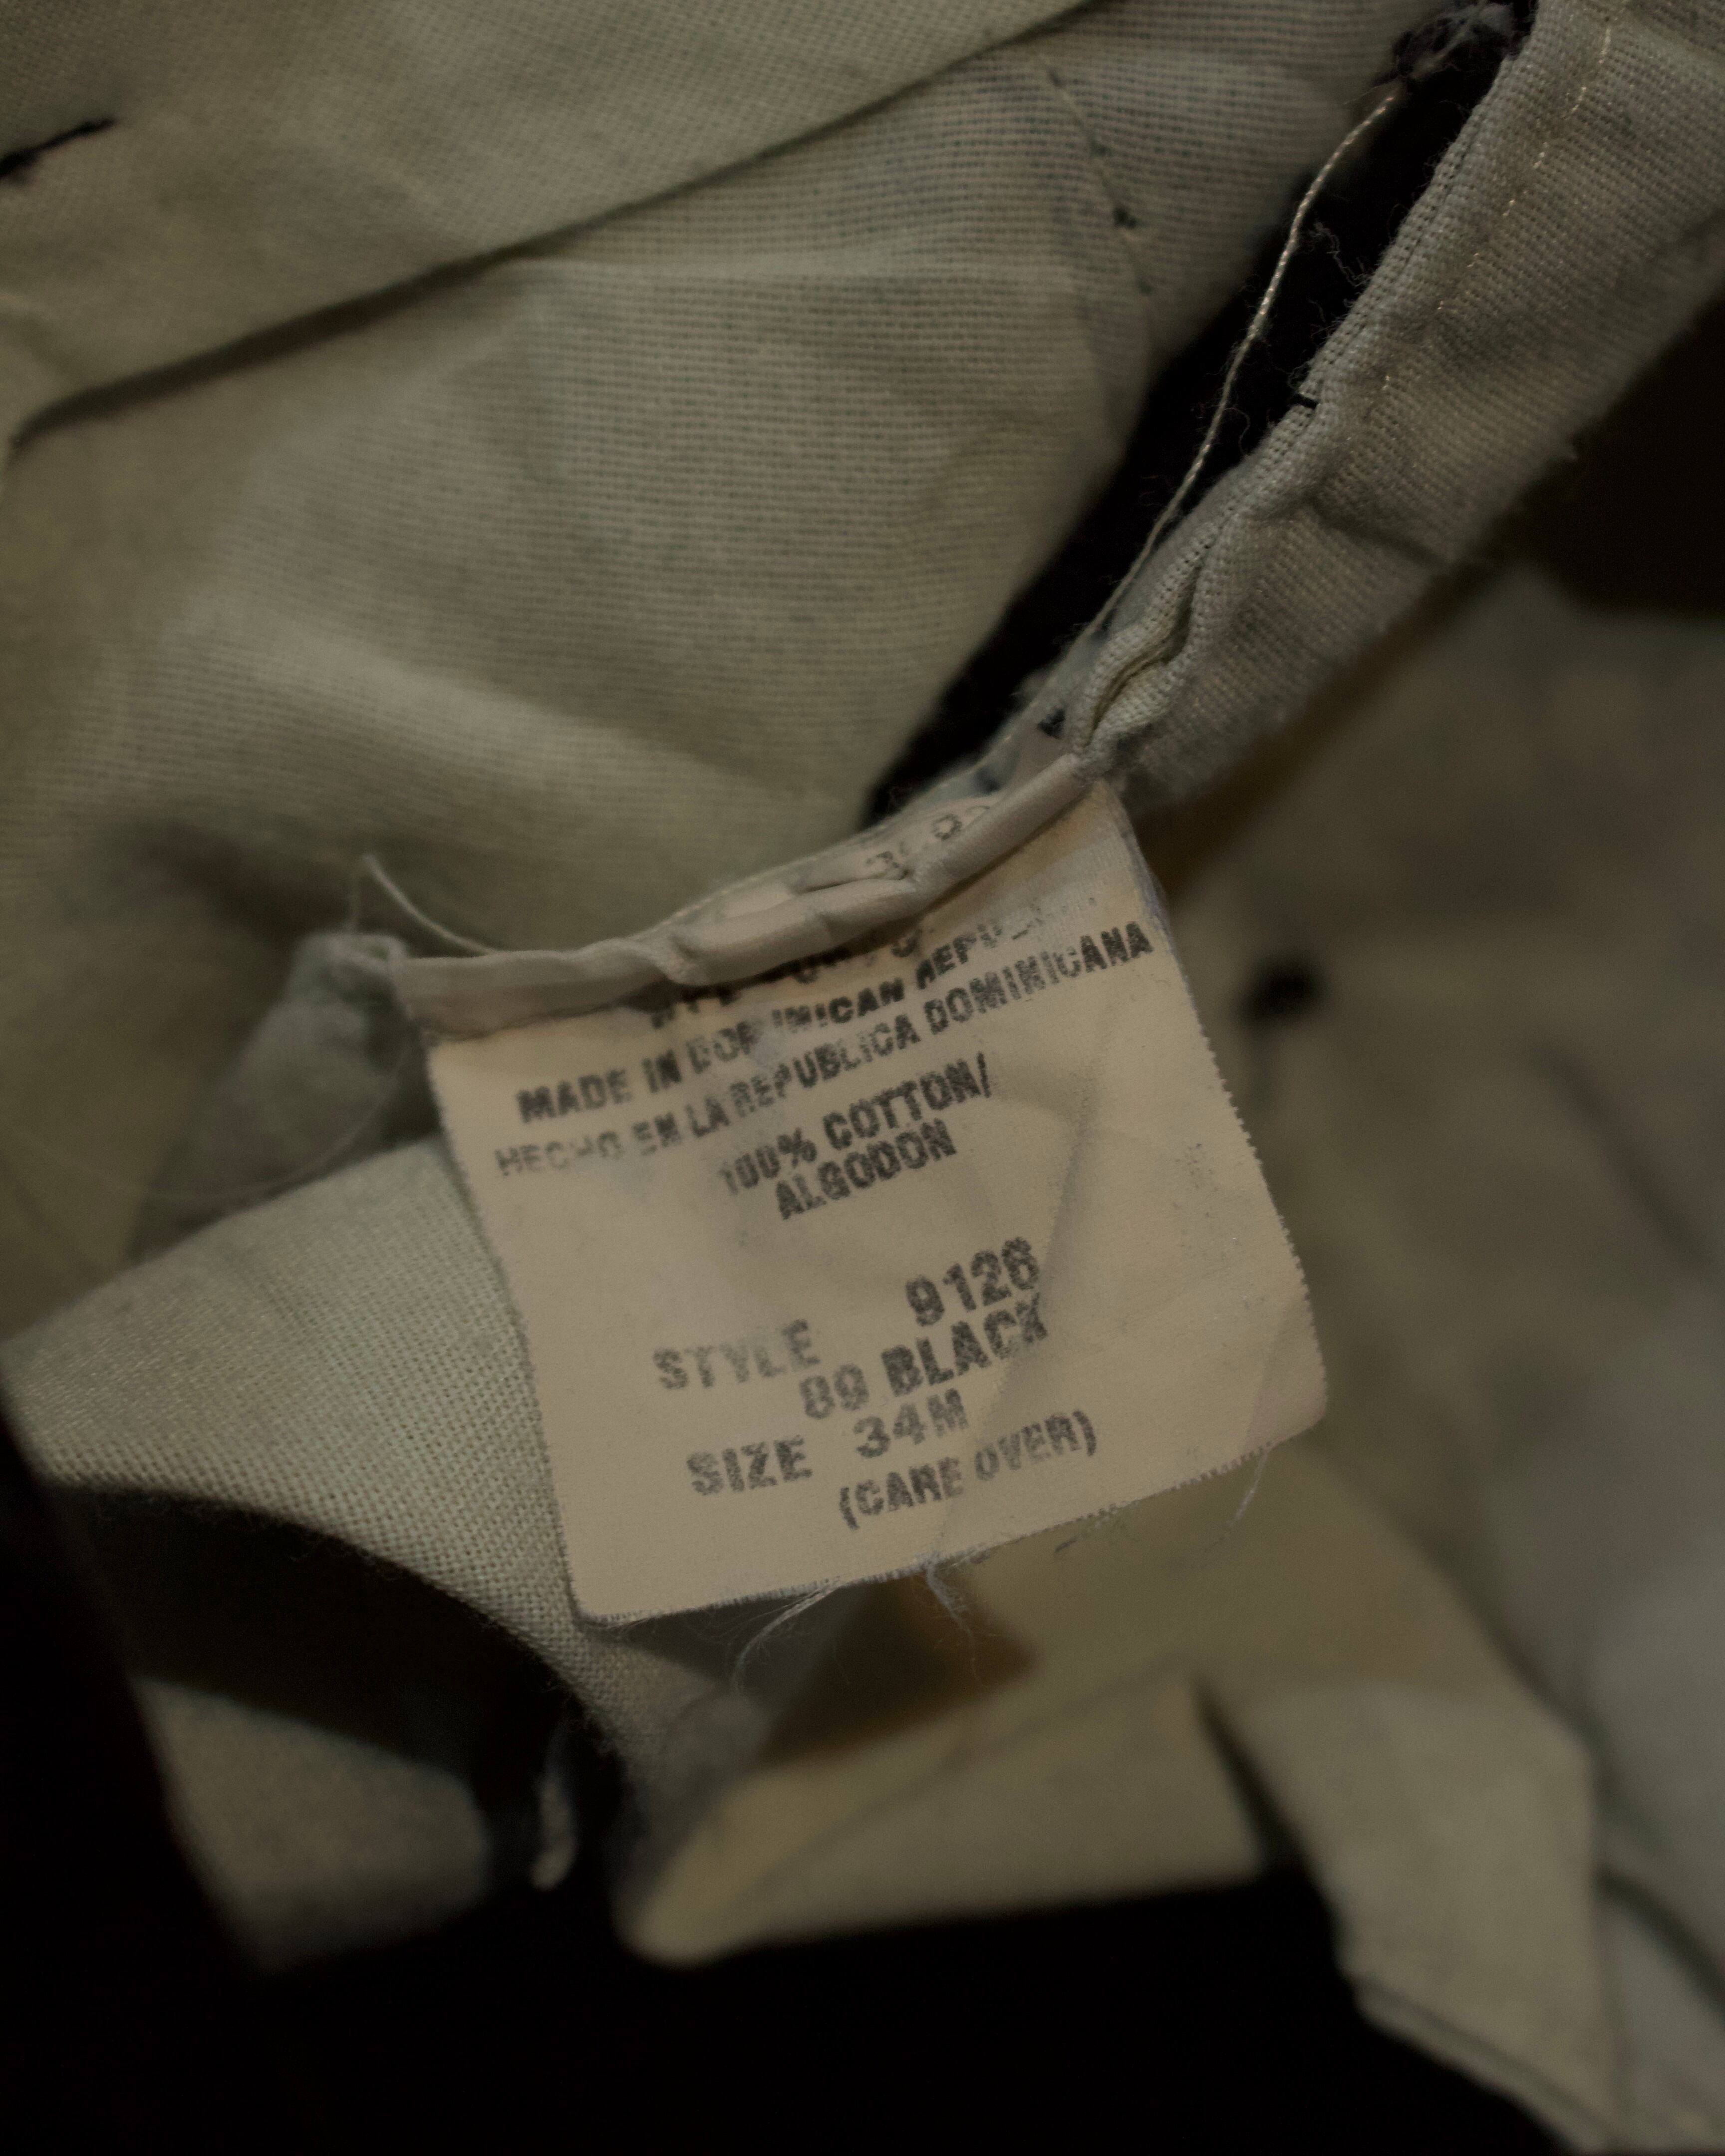 MADE IN DOMINICAN
HECHO EN LA REPUBLICA DOMINICANA
100% COTTON/
ALGODON
STYLE 9126
89 BLACK
SIZE 34M
(CARE OVER)